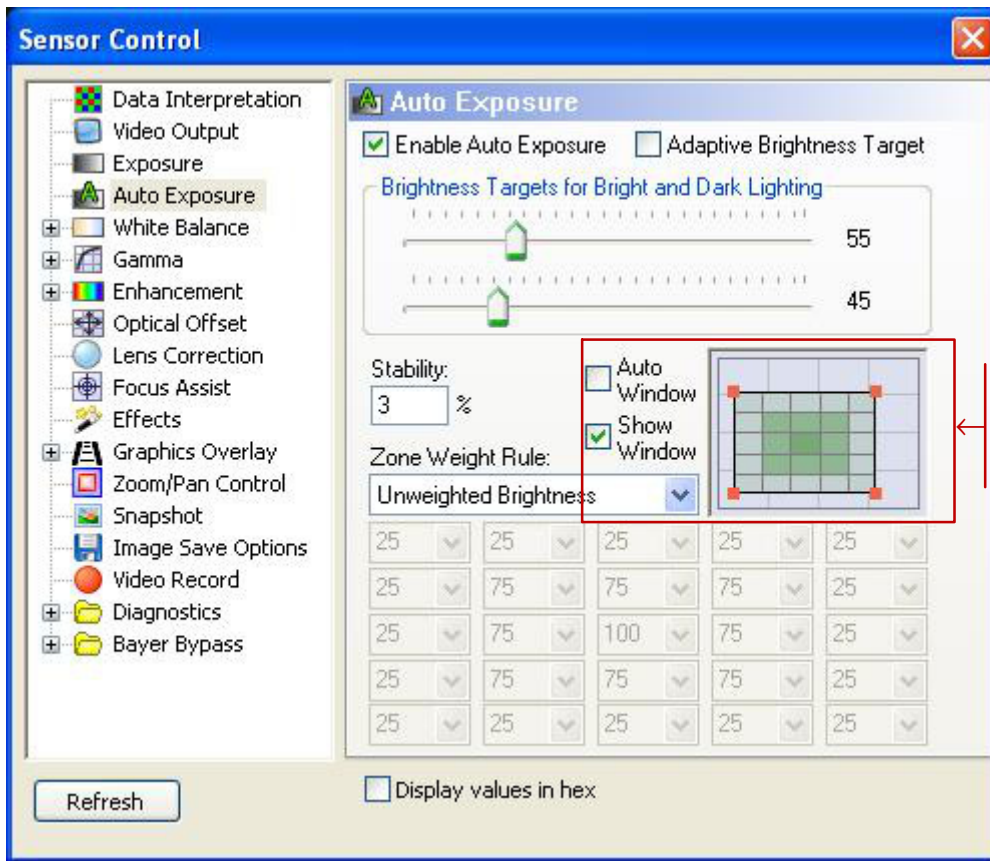 Sensor Control
Data Interpretation
Video Output
Exposure
Auto Exposure
White Balance
Gamma
Enhancement
Optical Offset
Lens Correction
Focus Assist
Effects
Graphics Overlay
Zoom/Pan Control
Snapshot
Image Save Options
Video Record
Diagnostics
Bayer Bypass
Refresh
Auto Exposure
Enable Auto Exposure Adaptive Brightness Target
Brightness Targets for Bright and Dark Lighting
55
45
Stability:
3 %
Auto
Window
Show
Window
Zone Weight Rule:
Unweighted Brightness
25 25 25 25 25
25 75 75 75 25
25 75 100 75 25
25 75 75 75 25
25 25 25 25 25
Display values in hex